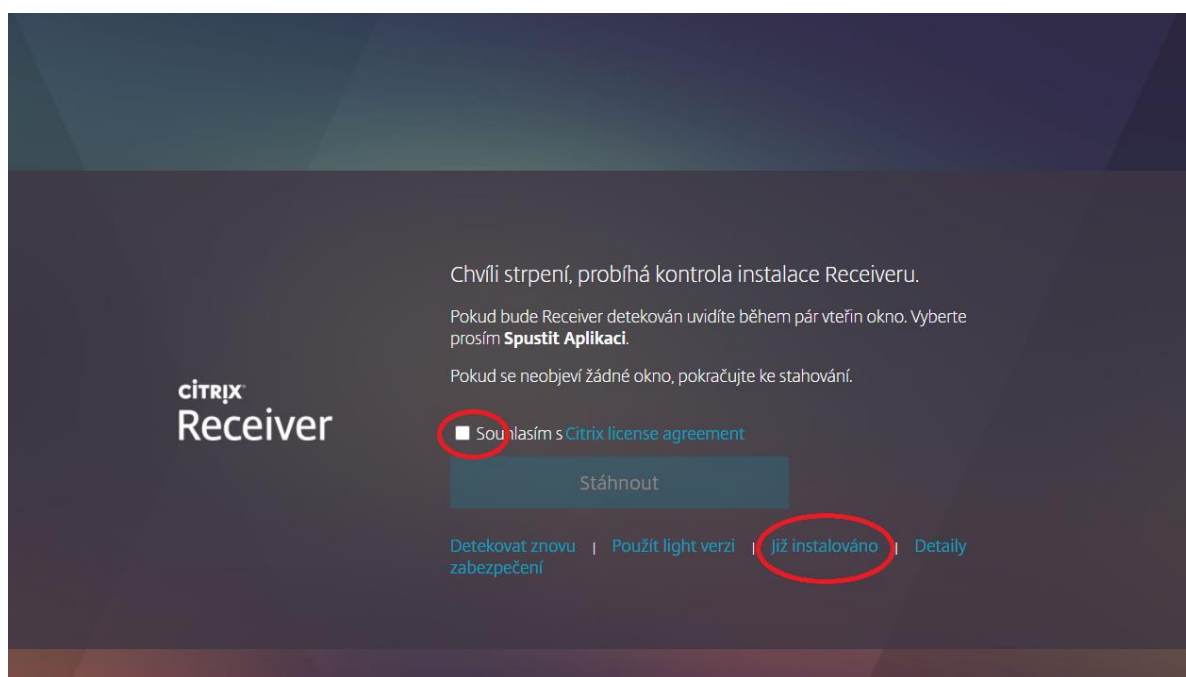 Chvíli strpení, probíhá kontrola instalace Receiveru.
Pokud bude Receiver detekován uvidíte během pár vteřin okno. Vyberte
prosím Spustit Aplikaci.
Pokud se neobjeví žádné okno, pokračujte ke stahování.
citrix
Receiver
Souhlasím s Citrix license agreement
Stáhnout
Detekovat znovu | Použít light verzi | Již instalováno | Detaily
zabezpečení